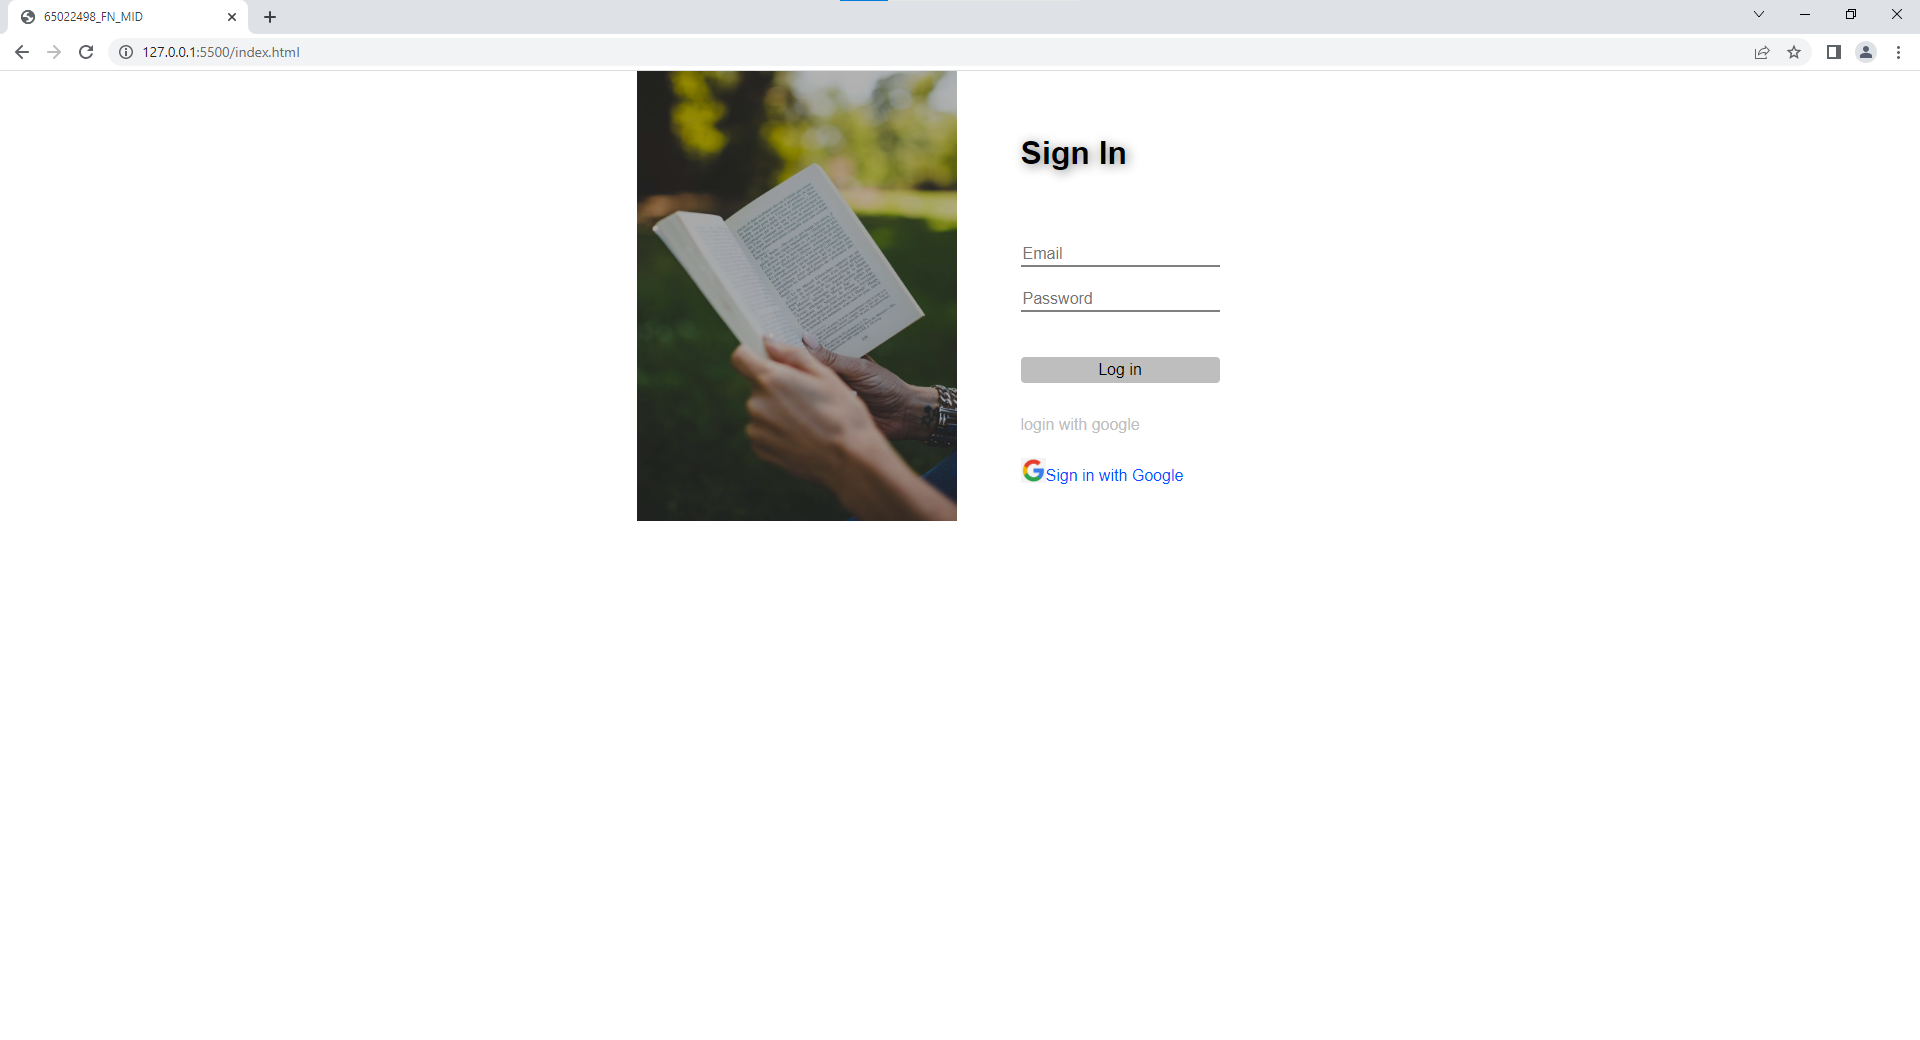 65022498_FN_MID
127.0.0.1:5500/index.html
Sign In
Email
Password
Log in
login with google
Sign in with Google